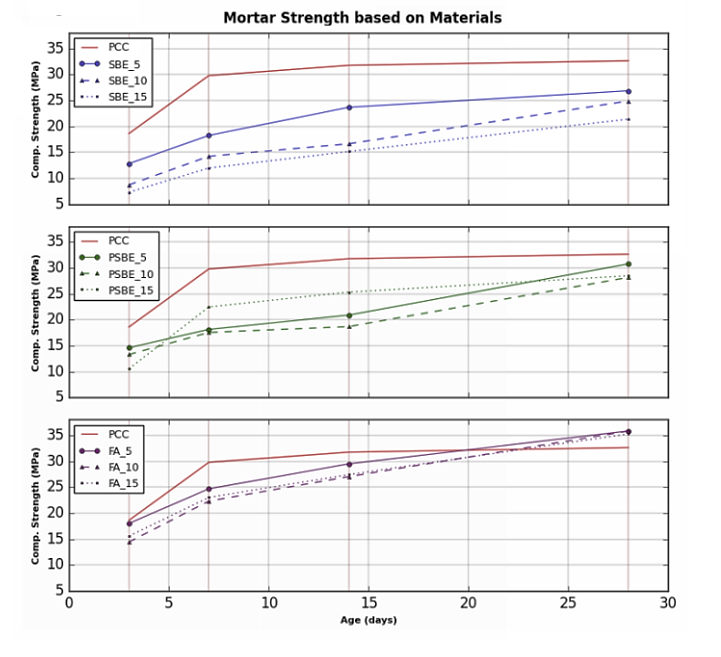 Mortar Strength based on Materials
Comp. Strength (MPa)
35
30
25
20
15
10
5
PCC
SBE_5
SBE_10
SBE_15
Comp. Strength (MPa)
35
30
25
20
15
10
5
PCC
PSBE_5
PSBE_10
PSBE_15
Comp. Strength (MPa)
35
30
25
20
15
10
5
PCC
FA_5
FA_10
FA_15
0 5 10 15 20 25 30
Age (days)